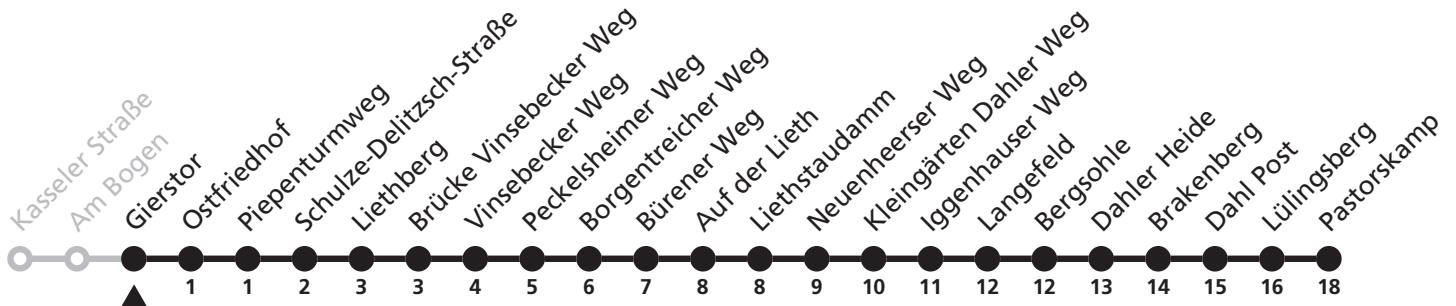 Kasseler Straße
Am Bogen
Gierstor
Ostfriedhof
Piepenturmweg
Schulze-Delitzsch-Straße
Liethberg
Brücke Vinsebecker Weg
Vinsebecker Weg
Peckelsheimer Weg
Borgentreicher Weg
Bürener Weg
Auf der Lieth
Liethstaudamm
Neuenheerser Weg
Kleingärten Dahler Weg
Iggenhauser Weg
Langefeld
Bergsohle
Dahler Heide
Brakenberg
Dahl Post
Lülingsberg
Pastorskamp
1 1 2 3 3 4 5 6 7 8 8 9 10 11 12 12 13 14 15 16 18